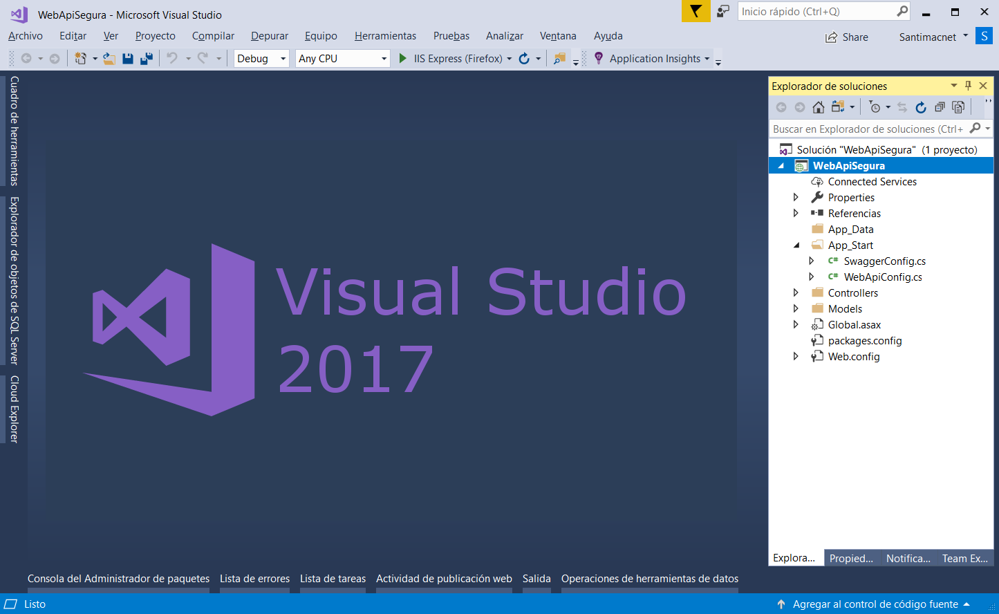 WebApiSegura - Microsoft Visual Studio
Inicio rápido (Ctrl+Q)
Archivo Editar Ver Proyecto Compilar Depurar Equipo Herramientas Pruebas Analizar Ventana Ayuda
Share
Santimacnet
S
Debug
Any CPU
IIS Express (Firefox)
Application Insights
Cuadro de herramientas
Explorador de objetos de SQL Server
Cloud Explorer
Visual Studio
2017
Explorador de soluciones
Buscar en Explorador de soluciones (Ctrl+
Solución "WebApiSegura" (1 proyecto)
WebApiSegura
Connected Services
Properties
Referencias
App_Data
App_Start
C# SwaggerConfig.cs
C# WebApiConfig.cs
Controllers
Models
Global.asax
packages.config
Web.config
Explora... Propied... Notifica... Team Ex...
Consola del Administrador de paquetes Lista de errores Lista de tareas Actividad de publicación web Salida Operaciones de herramientas de datos
Listo
Agregar al control de código fuente